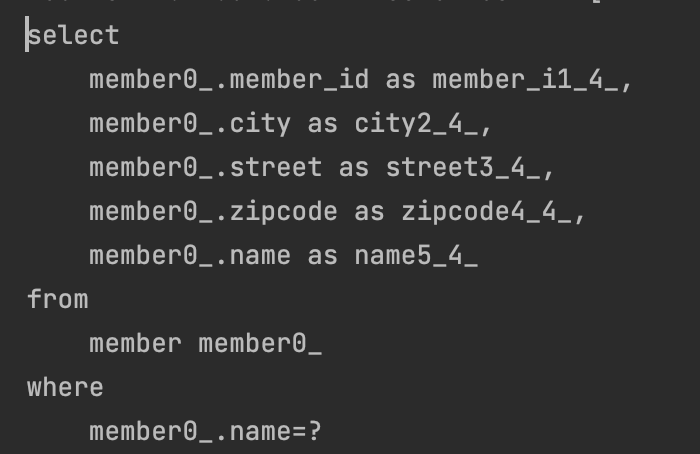 select
member0_.member_id as member_i1_4_,
member0_.city as city2_4_,
member0_.street as street3_4_,
member0_.zipcode as zipcode4_4_,
member0_.name as name5_4_
from
member member0_
where
member0_.name=?